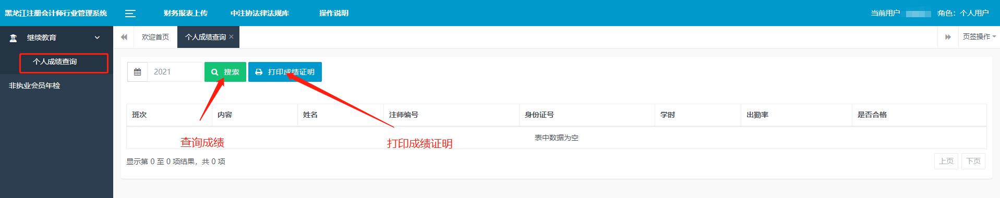 黑龙江注册会计师行业管理系统 财务报表上传 中注协法律法规库 操作说明 当前用户 角色：个人用户
继续教育 欢迎首页 个人成绩查询 × 页签操作
个人成绩查询
2021 搜索 打印成绩证明
非执业会员年检
班次 内容 姓名 注师编号 身份证号 学时 出勤率 是否合格
表中数据为空
查询成绩 打印成绩证明
显示第 0 至 0 项结果，共 0 项 上页 下页